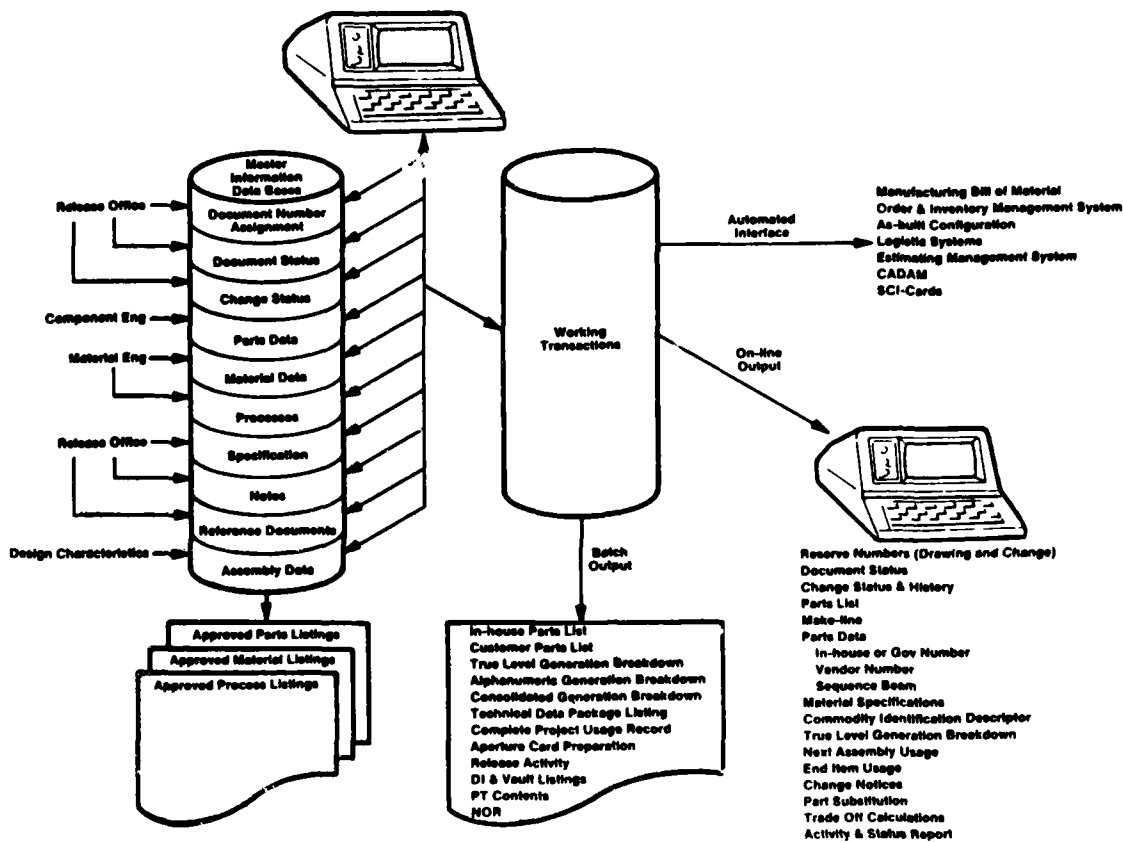 Master
Information
Data Bases
Release Office
Document Number
Assignment
Document Status
Change Status
Component Eng
Parts Data
Material Eng
Material Data
Processes
Release Office
Specification
Notes
Reference Documents
Design Characteristics
Assembly Data
Approved Parts Listings
Approved Material Listings
Approved Process Listings
Working
Transactions
Automated
Interface
Manufacturing Bill of Material
Order & Inventory Management System
As-built Configuration
Logistic Systems
Estimating Management System
CADAM
SCI-Cards
On-line
Output
Batch
Output
In-house Parts List
Customer Parts List
True Level Generation Breakdown
Alphanumeric Generation Breakdown
Consolidated Generation Breakdown
Technical Data Package Listing
Complete Project Usage Record
Aperture Card Preparation
Release Activity
DI & Vault Listings
PT Contents
NOR
Reserve Numbers (Drawing and Change)
Document Status
Change Status & History
Parts List
Make-line
Parts Data
In-house or Gov Number
Vendor Number
Sequence Beam
Material Specifications
Commodity Identification Descriptor
True Level Generation Breakdown
Next Assembly Usage
End Item Usage
Change Notices
Part Substitution
Trade Off Calculations
Activity & Status Report